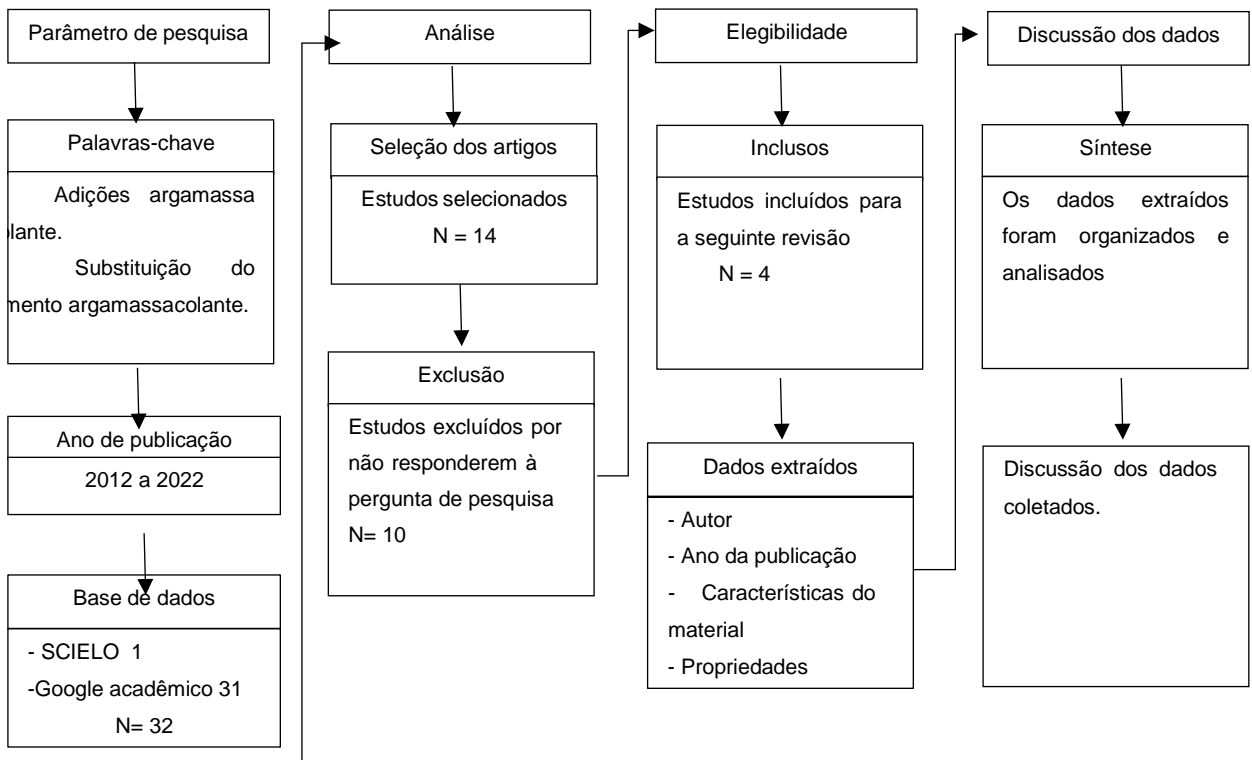 Parâmetro de pesquisa
Palavras-chave
Adições argamassa
lante.
Substituição do
mento argamassacolante.
Ano de publicação
2012 a 2022
Base de dados
- SCIELO 1
-Google acadêmico 31
N= 32
Análise
Seleção dos artigos
Estudos selecionados
N = 14
Exclusão
Estudos excluídos por
não responderem à
pergunta de pesquisa
N= 10
Elegibilidade
Inclusos
Estudos incluídos para
a seguinte revisão
N = 4
Dados extraídos
- Autor
- Ano da publicação
- Características do
material
- Propriedades
Discussão dos dados
Síntese
Os dados extraídos
foram organizados e
analisados
Discussão dos dados
coletados.